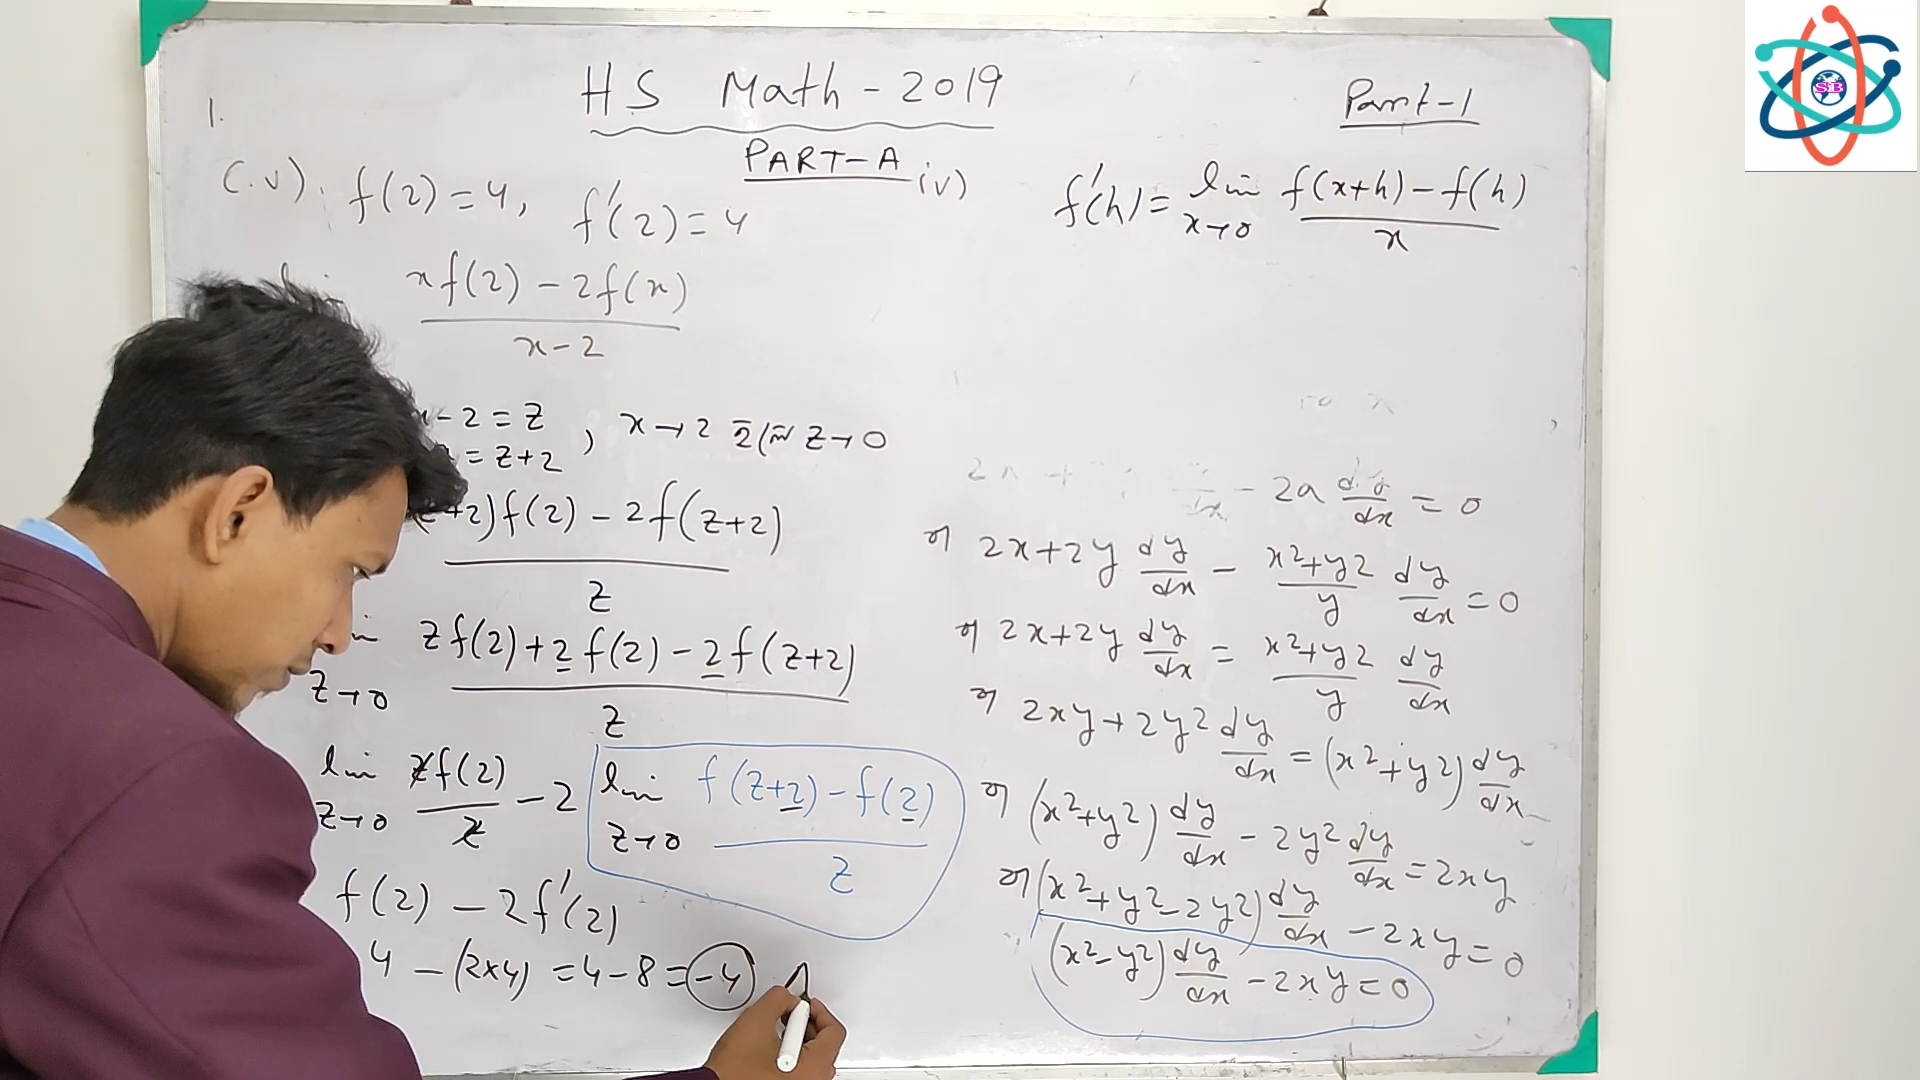 HS Math - 2019
Part-1
1.
PART-A
(.v). f(2) = 4, f'(2) = 4
xf(2) - 2f(x)
x-2
x-2 = z
= z+2
, x→2 z→0
+2)f(2) - 2f(z+2)
z
zf(2)+2f(2)-2f(z+2)
z→0
z
lim zf(2) - 2 lim f(z+2)-f(2)
z→0 z z→0 z
f(2) - 2f'(2)
4 - (2x4) = 4-8 = -4
iv)
f'(h) = lim f(x+h) - f(h)
x→0 x
- 2a dy/dx = 0
বা 2x+2y dy/dx - x²+y²/y dy/dx = 0
বা 2x+2y dy/dx = x²+y²/y dy/dx
বা 2xy+2y² dy/dx = (x²+y²) dy/dx
বা (x²+y²) dy/dx - 2y² dy/dx = 2xy
বা (x²+y²-2y²) dy/dx - 2xy = 0
(x²-y²) dy/dx - 2xy = 0
SB